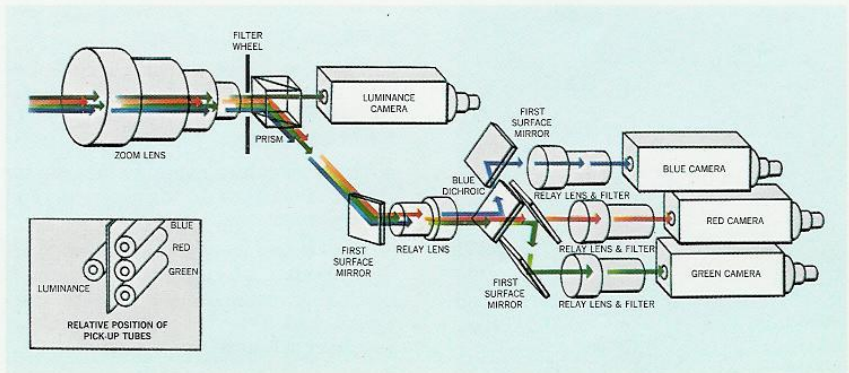 FILTER
WHEEL
LUMINANCE
CAMERA
PRISM
ZOOM LENS
FIRST
SURFACE
MIRROR
BLUE
DICHROIC
BLUE CAMERA
RELAY LENS & FILTER
RED CAMERA
RELAY LENS & FILTER
GREEN CAMERA
RELAY LENS & FILTER
FIRST
SURFACE
MIRROR
RELAY LENS
FIRST
SURFACE
MIRROR
BLUE
RED
GREEN
LUMINANCE
RELATIVE POSITION OF
PICK-UP TUBES